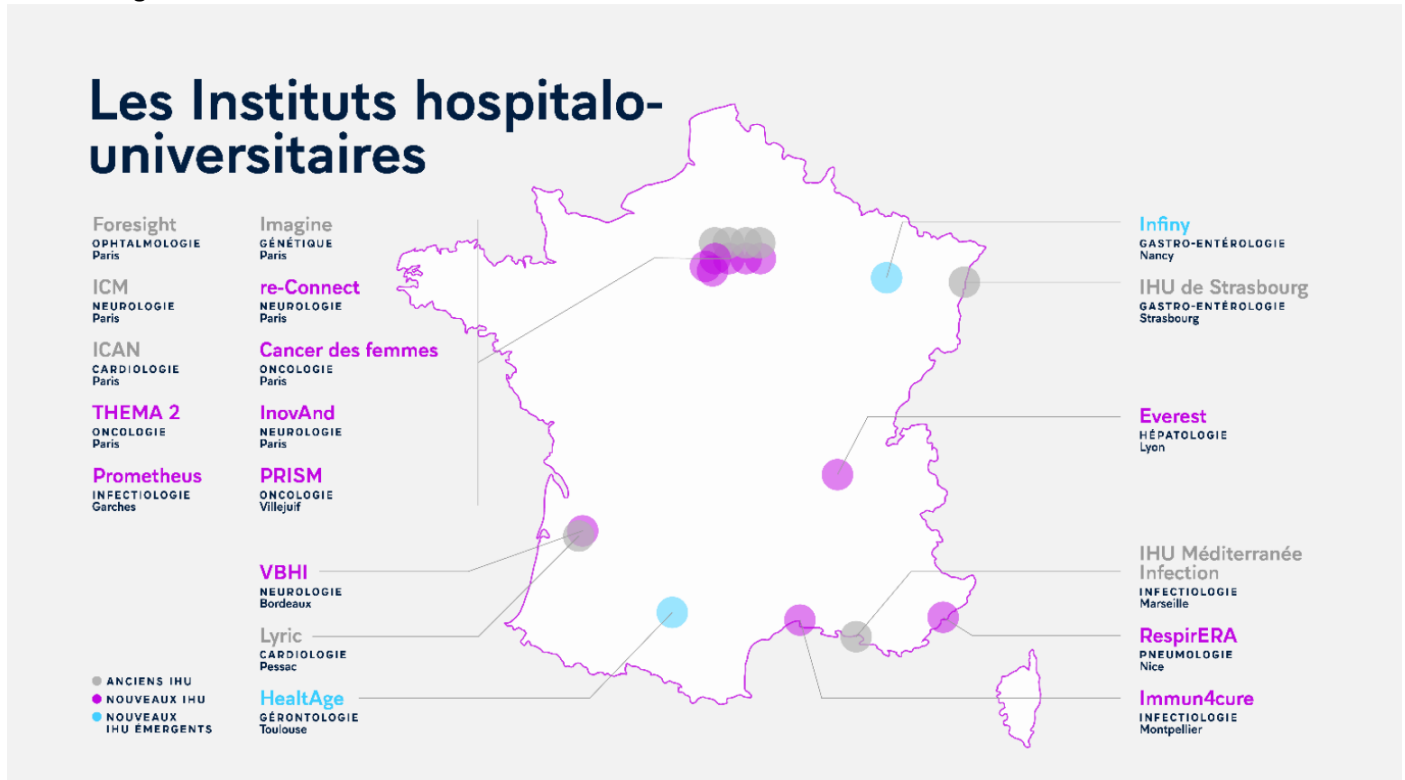 Les Instituts hospitalo-
universitaires
Foresight
OPHTALMOLOGIE
Paris
Imagine
GÉNÉTIQUE
Paris
ICM
NEUROLOGIE
Paris
re-Connect
NEUROLOGIE
Paris
ICAN
CARDIOLOGIE
Paris
Cancer des femmes
ONCOLOGIE
Paris
THEMA 2
ONCOLOGIE
Paris
InovAnd
NEUROLOGIE
Paris
Prometheus
INFECTIOLOGIE
Garches
PRISM
ONCOLOGIE
Villejuif
VBHI
NEUROLOGIE
Bordeaux
Lyric
CARDIOLOGIE
Pessac
HealtAge
GÉRONTOLOGIE
Toulouse
ANCIENS IHU
NOUVEAUX IHU
NOUVEAUX
IHU ÉMERGENTS
Infiny
GASTRO-ENTÉROLOGIE
Nancy
IHU de Strasbourg
GASTRO-ENTÉROLOGIE
Strasbourg
Everest
HÉPATOLOGIE
Lyon
IHU Méditerranée
Infection
INFECTIOLOGIE
Marseille
RespirERA
PNEUMOLOGIE
Nice
Immun4cure
INFECTIOLOGIE
Montpellier